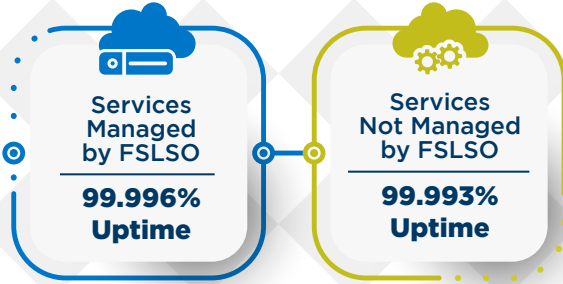 Services
Managed
by FSLSO
99.996%
Uptime
Services
Not Managed
by FSLSO
99.993%
Uptime